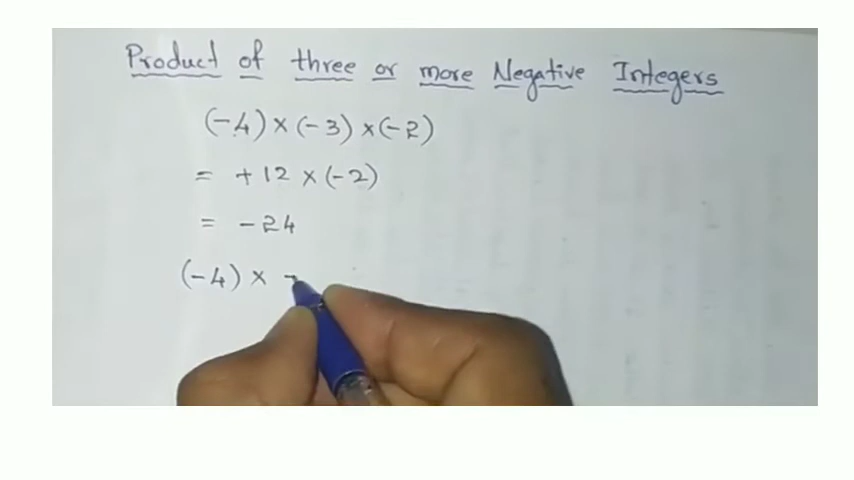 Product of three or more Negative Integers
(-4) × (-3) × (-2)
= +12 × (-2)
= -24
(-4) × -